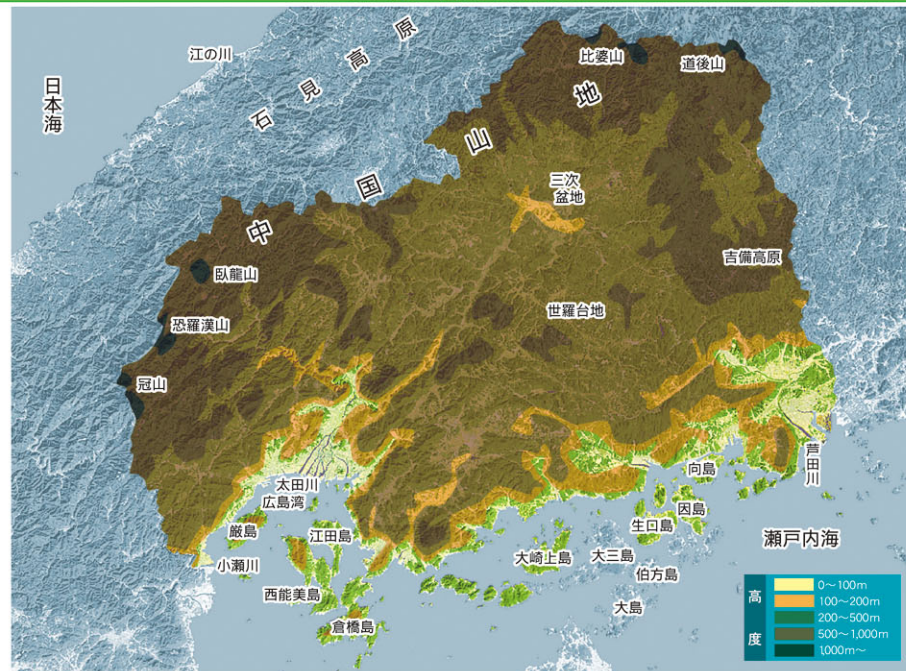 江の川
石見高原
日本海
比婆山
道後山
中国山地
三次
盆地
吉備高原
臥龍山
世羅台地
恐羅漢山
冠山
芦田川
向島
太田川
広島湾
因島
生口島
厳島
江田島
瀬戸内海
大崎上島
大三島
小瀬川
伯方島
西能美島
大島
倉橋島
高度
0～100m
100～200m
200～500m
500～1,000m
1,000m～